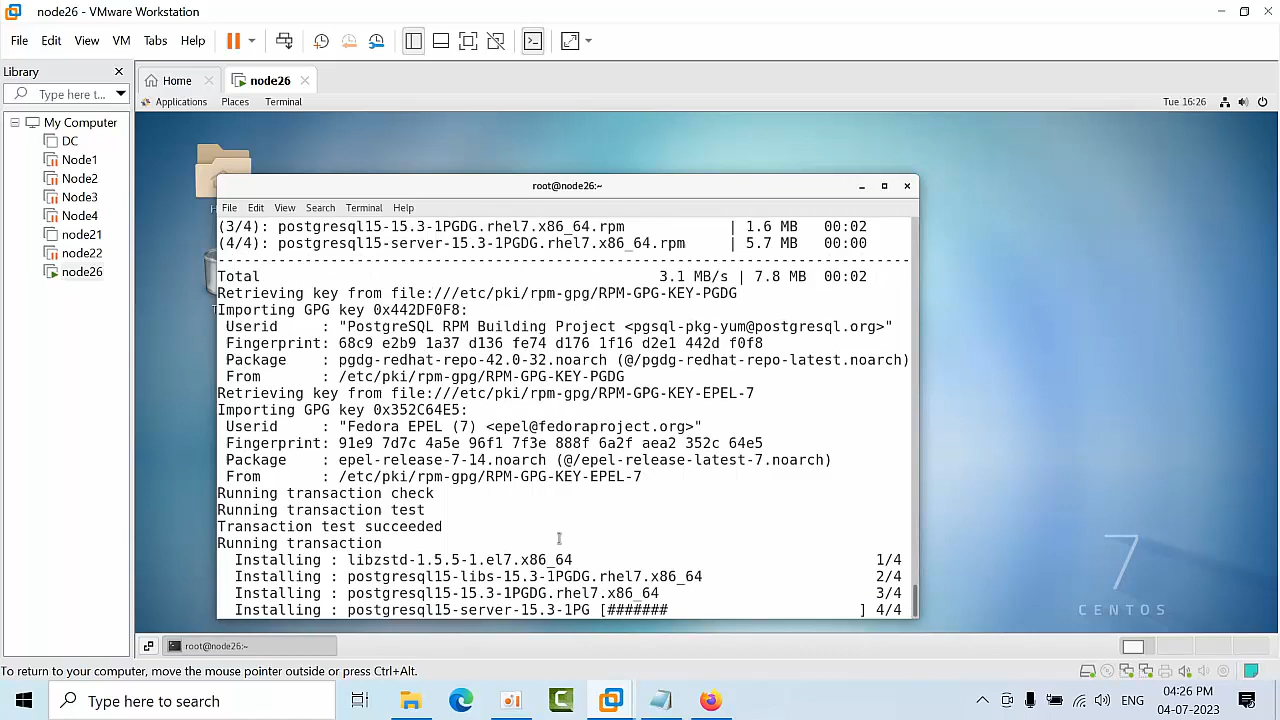 node26 - VMware Workstation
File Edit View VM Tabs Help
Library
Type here t...
Home
node26
Applications Places Terminal
Tue 16:26
My Computer
DC
Node1
Node2
Node3
Node4
node21
node22
node26
root@node26:~
File Edit View Search Terminal Help
(3/4): postgresql15-15.3-1PGDG.rhel7.x86_64.rpm | 1.6 MB 00:02
(4/4): postgresql15-server-15.3-1PGDG.rhel7.x86_64.rpm | 5.7 MB 00:00
--------------------------------------------------------------------------------
Total 3.1 MB/s | 7.8 MB 00:02
Retrieving key from file:///etc/pki/rpm-gpg/RPM-GPG-KEY-PGDG
Importing GPG key 0x442DF0F8:
Userid : "PostgreSQL RPM Building Project <pgsql-pkg-yum@postgresql.org>"
Fingerprint: 68c9 e2b9 1a37 d136 fe74 d176 1f16 d2e1 442d f0f8
Package : pgdg-redhat-repo-42.0-32.noarch (@/pgdg-redhat-repo-latest.noarch)
From : /etc/pki/rpm-gpg/RPM-GPG-KEY-PGDG
Retrieving key from file:///etc/pki/rpm-gpg/RPM-GPG-KEY-EPEL-7
Importing GPG key 0x352C64E5:
Userid : "Fedora EPEL (7) <epel@fedoraproject.org>"
Fingerprint: 91e9 7d7c 4a5e 96f1 7f3e 888f 6a2f aea2 352c 64e5
Package : epel-release-7-14.noarch (@/epel-release-latest-7.noarch)
From : /etc/pki/rpm-gpg/RPM-GPG-KEY-EPEL-7
Running transaction check
Running transaction test
Transaction test succeeded
Running transaction
Installing : libzstd-1.5.5-1.el7.x86_64 1/4
Installing : postgresql15-libs-15.3-1PGDG.rhel7.x86_64 2/4
Installing : postgresql15-15.3-1PGDG.rhel7.x86_64 3/4
Installing : postgresql15-server-15.3-1PG [####### ] 4/4
7
CENTOS
root@node26:~
To return to your computer, move the mouse pointer outside or press Ctrl+Alt.
Type here to search
ENG
04:26 PM
04-07-2023